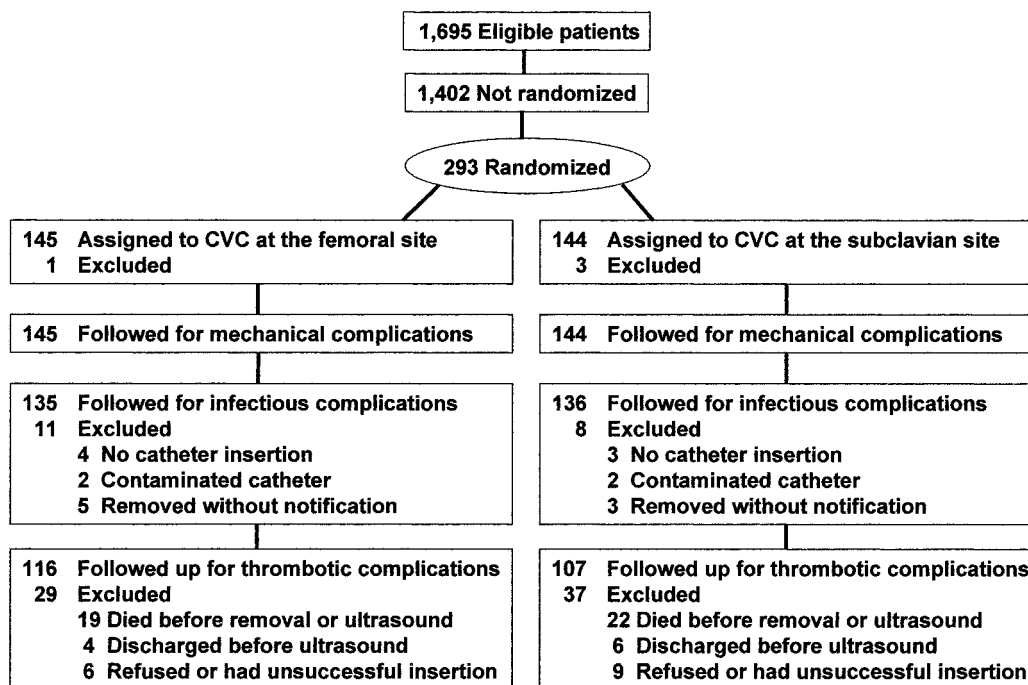 1,695 Eligible patients
1,402 Not randomized
293 Randomized
145 Assigned to CVC at the femoral site
1 Excluded
144 Assigned to CVC at the subclavian site
3 Excluded
145 Followed for mechanical complications
144 Followed for mechanical complications
135 Followed for infectious complications
11 Excluded
4 No catheter insertion
2 Contaminated catheter
5 Removed without notification
136 Followed for infectious complications
8 Excluded
3 No catheter insertion
2 Contaminated catheter
3 Removed without notification
116 Followed up for thrombotic complications
29 Excluded
19 Died before removal or ultrasound
4 Discharged before ultrasound
6 Refused or had unsuccessful insertion
107 Followed up for thrombotic complications
37 Excluded
22 Died before removal or ultrasound
6 Discharged before ultrasound
9 Refused or had unsuccessful insertion